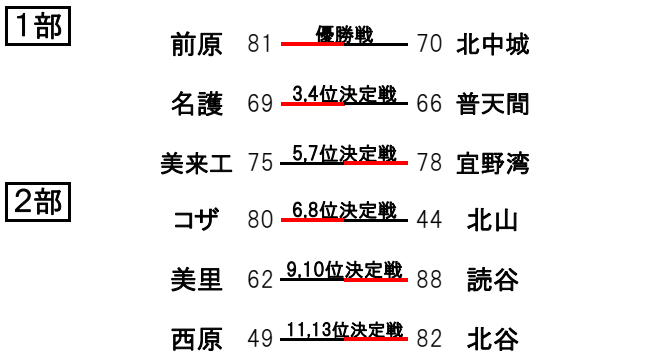 1部
優勝戦
前原 81 70 北中城
3,4位決定戦
名護 69 66 普天間
5,7位決定戦
美来工 75 78 宜野湾
2部
6,8位決定戦
コザ 80 44 北山
9,10位決定戦
美里 62 88 読谷
11,13位決定戦
西原 49 82 北谷